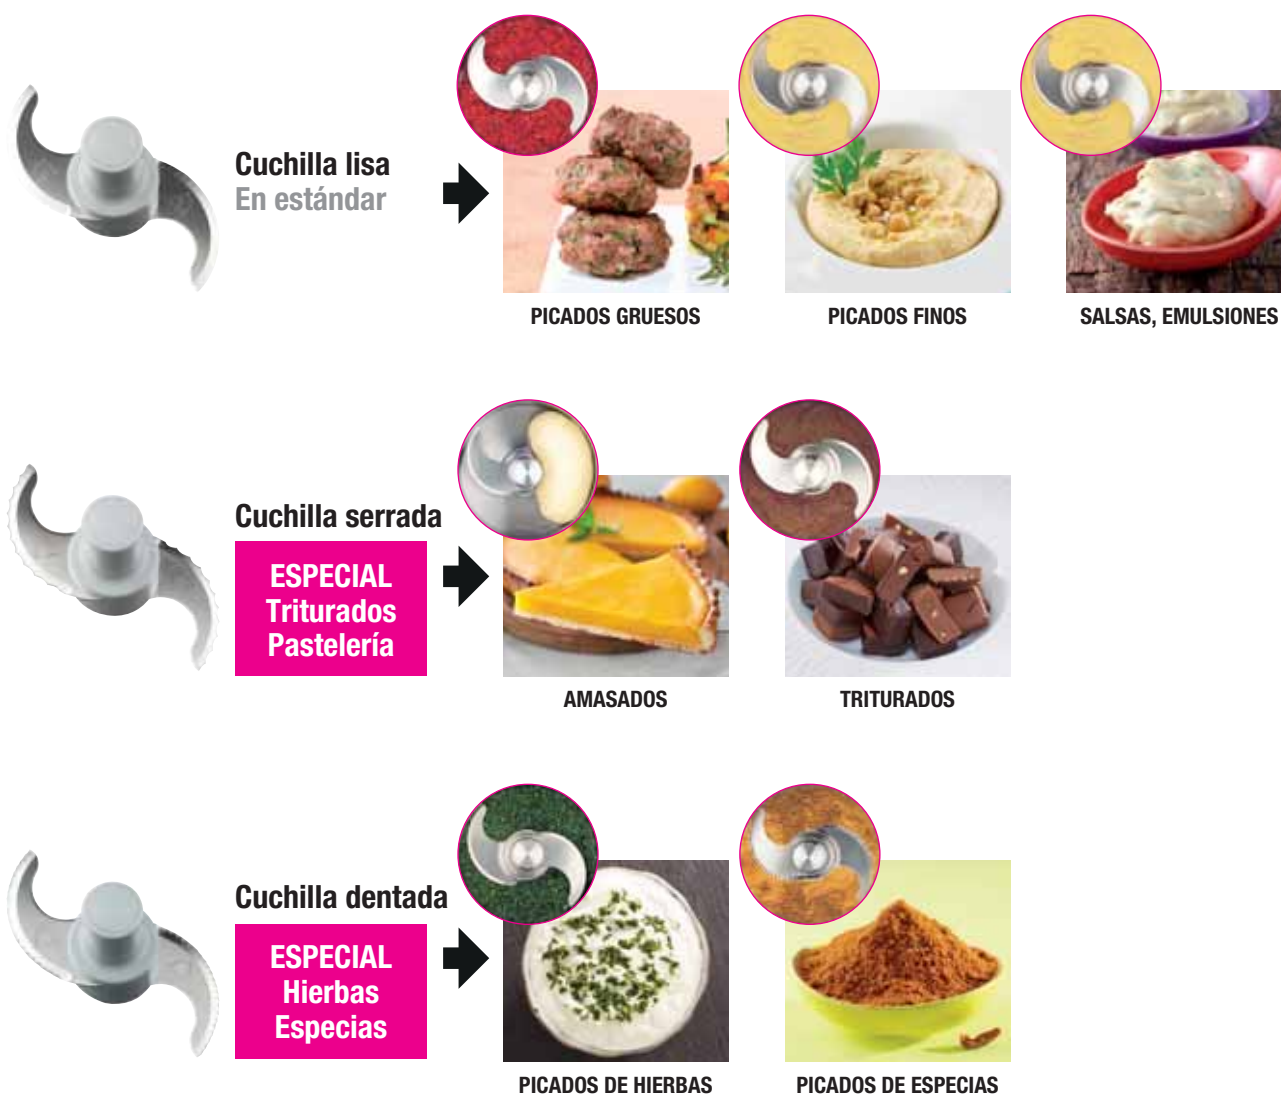 Cuchilla lisa
En estándar
PICADOS GRUESOS
PICADOS FINOS
SALSAS, EMULSIONES
Cuchilla serrada
ESPECIAL
Triturados
Pastelería
AMASADOS
TRITURADOS
Cuchilla dentada
ESPECIAL
Hierbas
Especias
PICADOS DE HIERBAS
PICADOS DE ESPECIAS